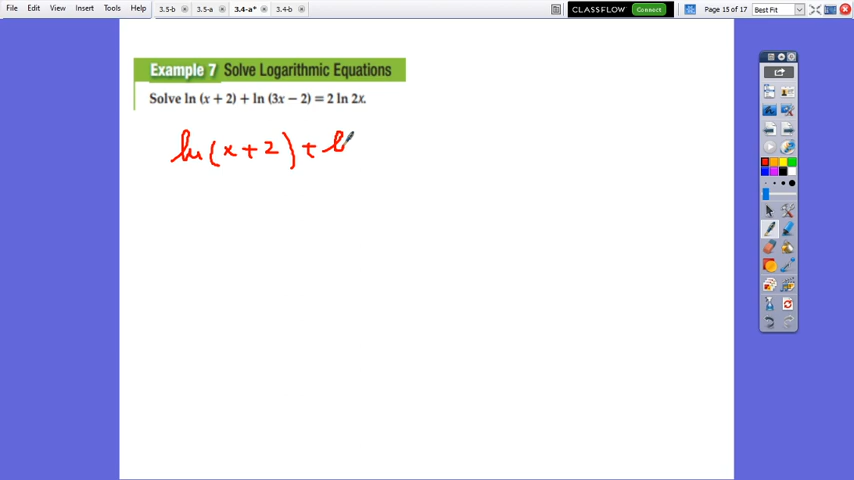 File Edit View Insert Tools Help
3.5-b 3.5-a 3.4-a* 3.4-b
CLASSFLOW Connect
Page 15 of 17 Best Fit
Example 7 Solve Logarithmic Equations
Solve ln (x + 2) + ln (3x − 2) = 2 ln 2x.
ln(x+2)+l